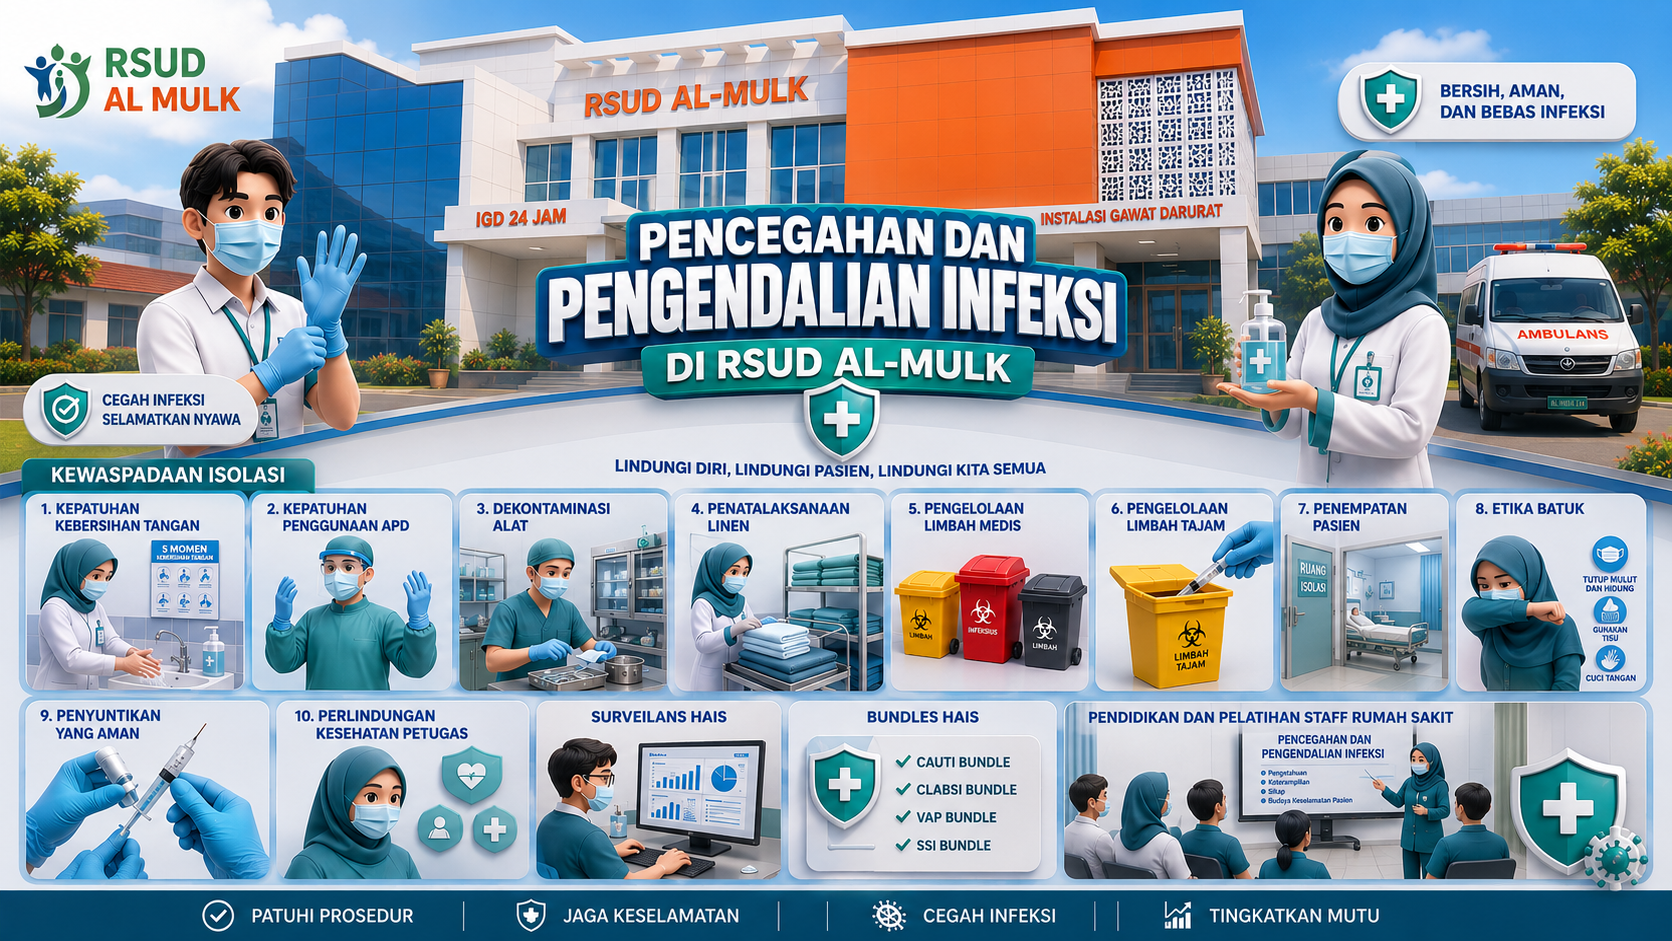 RSUD
AL MULK
RSUD AL-MULK
IGD 24 JAM
INSTALASI GAWAT DARURAT
BERSIH, AMAN,
DAN BEBAS INFEKSI
PENCEGAHAN DAN
PENGENDALIAN INFEKSI
DI RSUD AL-MULK
AMBULANS
CEGAH INFEKSI
SELAMATKAN NYAWA
LINDUNGI DIRI, LINDUNGI PASIEN, LINDUNGI KITA SEMUA
KEWASPADAAN ISOLASI
1. KEPATUHAN
KEBERSIHAN TANGAN
5 MOMEN
KEBERSIHAN TANGAN
2. KEPATUHAN
PENGGUNAAN APD
3. DEKONTAMINASI
ALAT
4. PENATALAKSANAAN
LINEN
5. PENGELOLAAN
LIMBAH MEDIS
LIMBAH
INFEKSIUS
LIMBAH
6. PENGELOLAAN
LIMBAH TAJAM
LIMBAH
TAJAM
7. PENEMPATAN
PASIEN
RUANG
ISOLASI
8. ETIKA BATUK
TUTUP MULUT
DAN HIDUNG
GUNAKAN
TISU
CUCI TANGAN
9. PENYUNTIKAN
YANG AMAN
10. PERLINDUNGAN
KESEHATAN PETUGAS
SURVEILANS HAIS
BUNDLES HAIS
CAUTI BUNDLE
CLABSI BUNDLE
VAP BUNDLE
SSI BUNDLE
PENDIDIKAN DAN PELATIHAN STAFF RUMAH SAKIT
PENCEGAHAN DAN
PENGENDALIAN INFEKSI
Pengetahuan
Keterampilan
Sikap
Budaya Keselamatan Pasien
PATUHI PROSEDUR
JAGA KESELAMATAN
CEGAH INFEKSI
TINGKATKAN MUTU